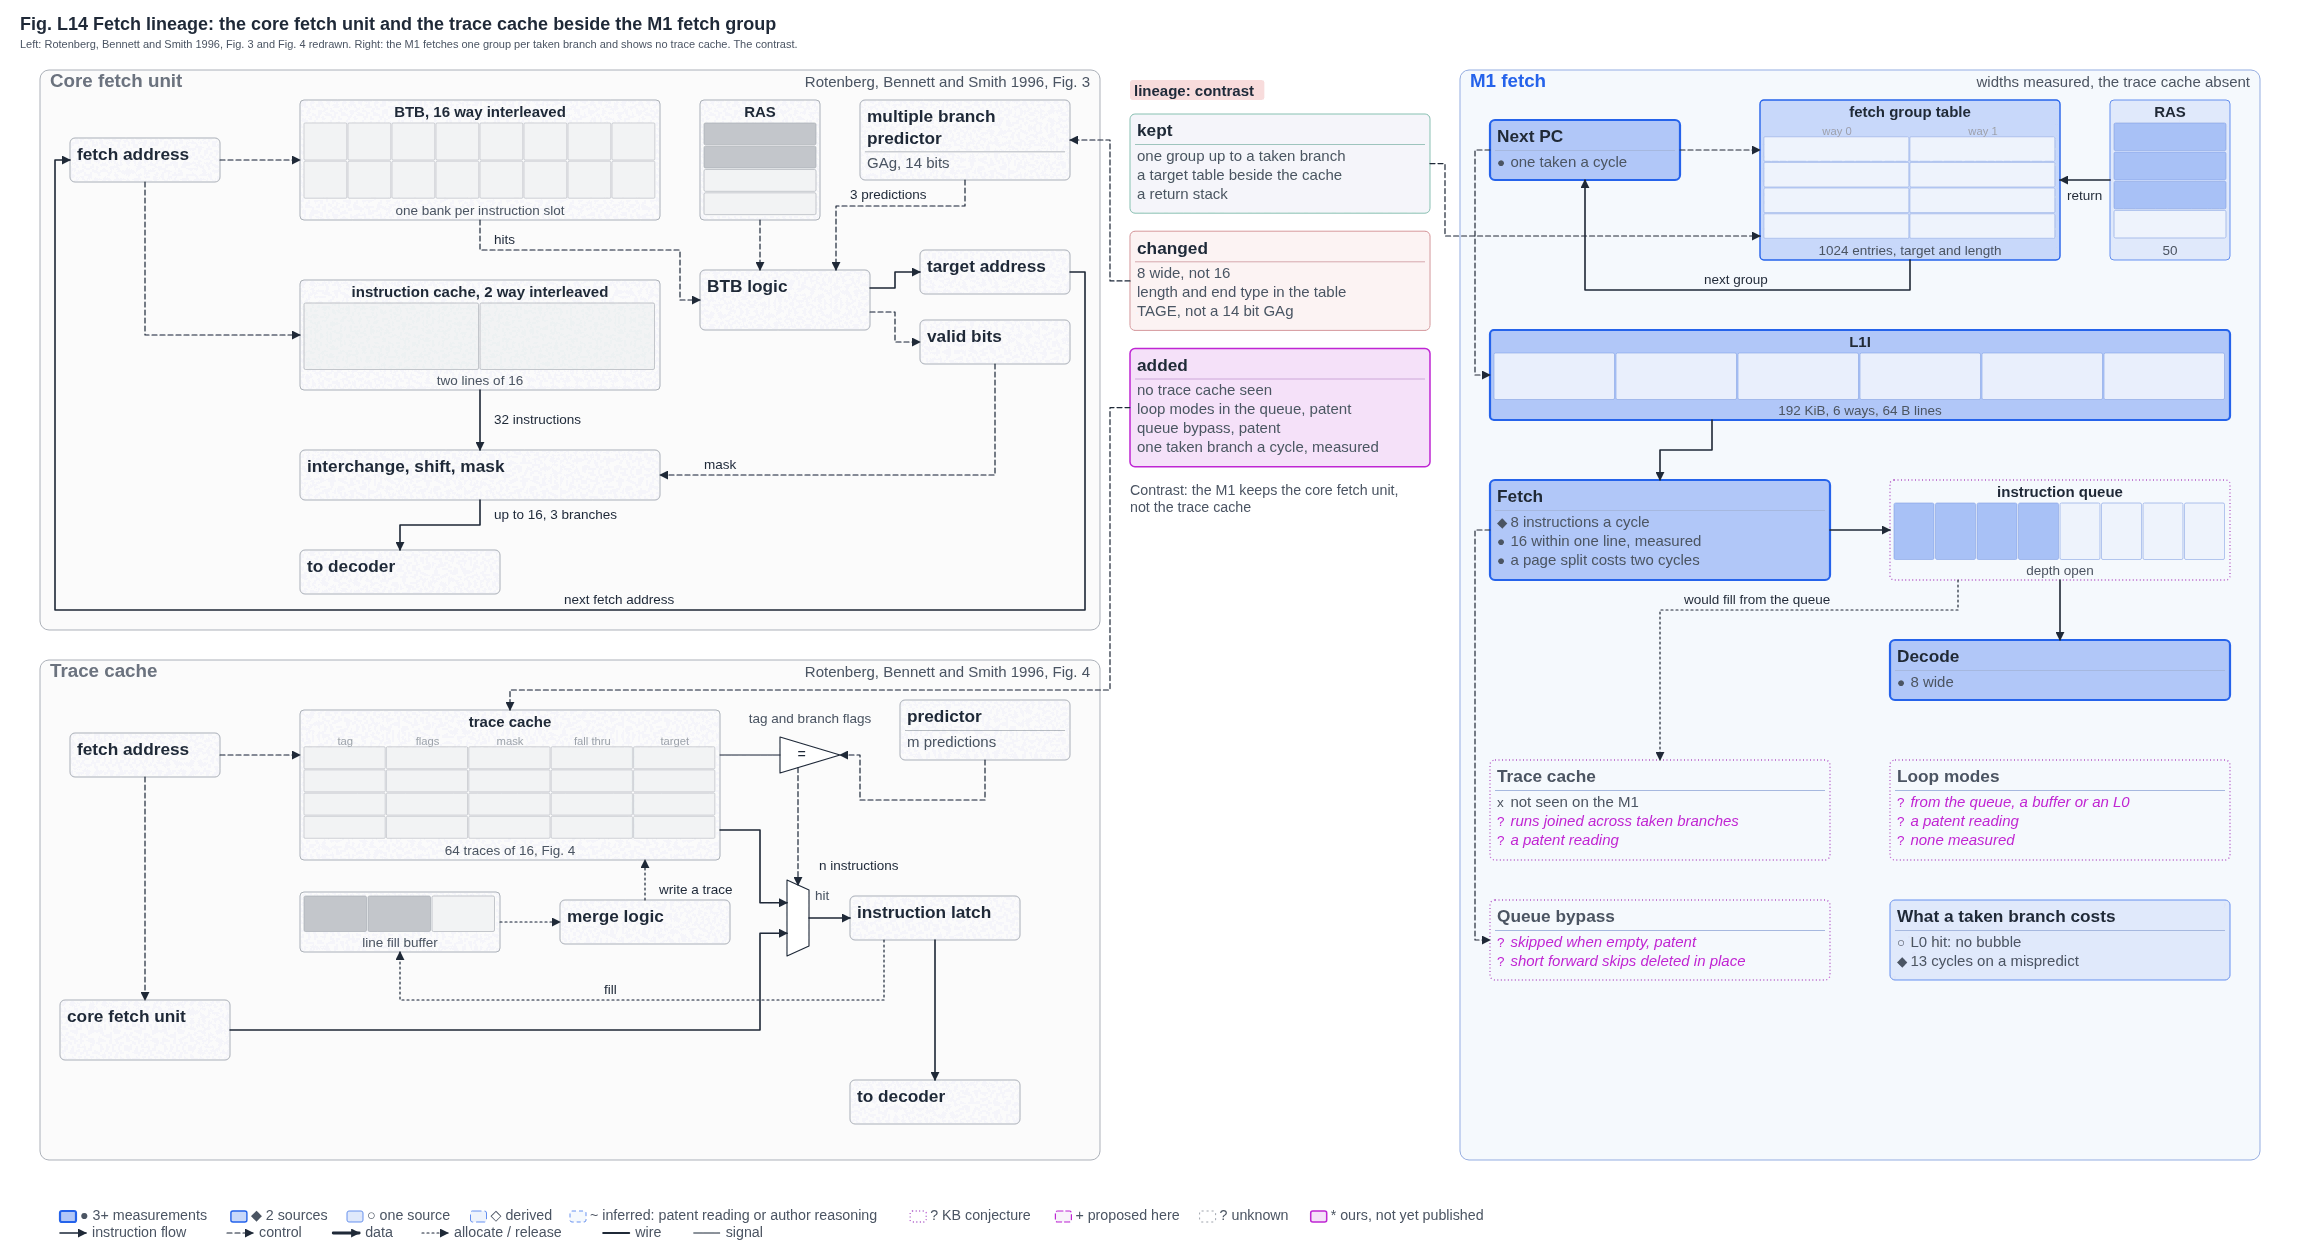 Fig. L14 Fetch lineage: the core fetch unit and the trace cache beside the M1 fetch group
Left: Rotenberg, Bennett and Smith 1996, Fig. 3 and Fig. 4 redrawn. Right: the M1 fetches one group per taken branch and shows no trace cache. The contrast.
Core fetch unit
Rotenberg, Bennett and Smith 1996, Fig. 3
fetch address
BTB, 16 way interleaved
one bank per instruction slot
RAS
multiple branch
predictor
GAg, 14 bits
3 predictions
hits
BTB logic
target address
valid bits
instruction cache, 2 way interleaved
two lines of 16
32 instructions
interchange, shift, mask
mask
up to 16, 3 branches
to decoder
next fetch address
Trace cache
Rotenberg, Bennett and Smith 1996, Fig. 4
fetch address
trace cache
tag
flags
mask
fall thru
target
64 traces of 16, Fig. 4
tag and branch flags
=
predictor
m predictions
n instructions
hit
write a trace
line fill buffer
merge logic
instruction latch
fill
core fetch unit
to decoder
lineage: contrast
kept
one group up to a taken branch
a target table beside the cache
a return stack
changed
8 wide, not 16
length and end type in the table
TAGE, not a 14 bit GAg
added
no trace cache seen
loop modes in the queue, patent
queue bypass, patent
one taken branch a cycle, measured
Contrast: the M1 keeps the core fetch unit,
not the trace cache
M1 fetch
widths measured, the trace cache absent
Next PC
● one taken a cycle
fetch group table
way 0
way 1
1024 entries, target and length
RAS
50
return
next group
L1I
192 KiB, 6 ways, 64 B lines
Fetch
◆ 8 instructions a cycle
● 16 within one line, measured
● a page split costs two cycles
instruction queue
depth open
would fill from the queue
Decode
● 8 wide
Trace cache
x not seen on the M1
? runs joined across taken branches
? a patent reading
Loop modes
? from the queue, a buffer or an L0
? a patent reading
? none measured
Queue bypass
? skipped when empty, patent
? short forward skips deleted in place
What a taken branch costs
○ L0 hit: no bubble
◆ 13 cycles on a mispredict
● 3+ measurements
◆ 2 sources
○ one source
◇ derived
~ inferred: patent reading or author reasoning
? KB conjecture
+ proposed here
? unknown
* ours, not yet published
instruction flow
control
data
allocate / release
wire
signal